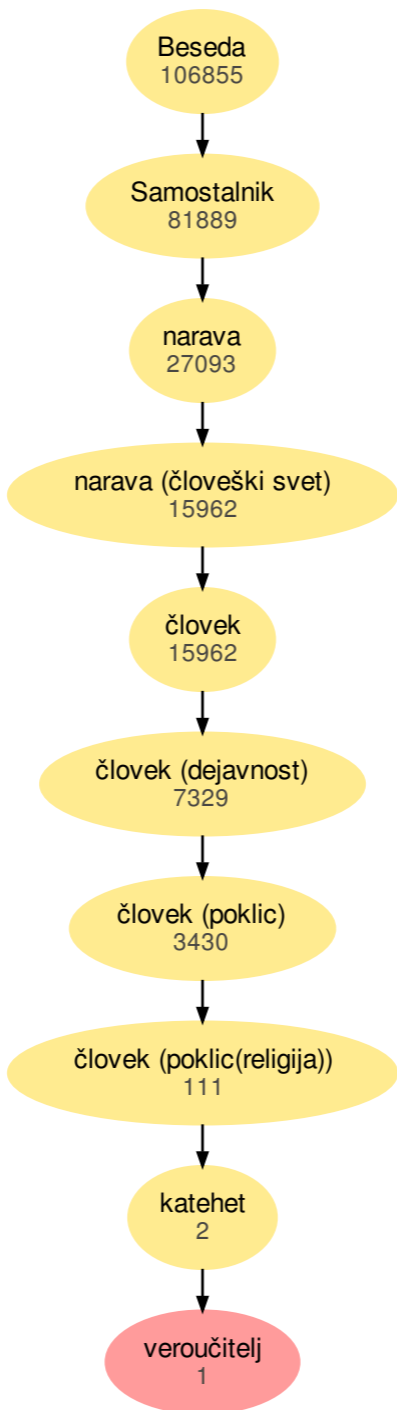 Beseda
106855
Samostalnik
81889
narava
27093
narava (človeški svet)
15962
človek
15962
človek (dejavnost)
7329
človek (poklic)
3430
človek (poklic(religija))
111
katehet
2
veroučitelj
1